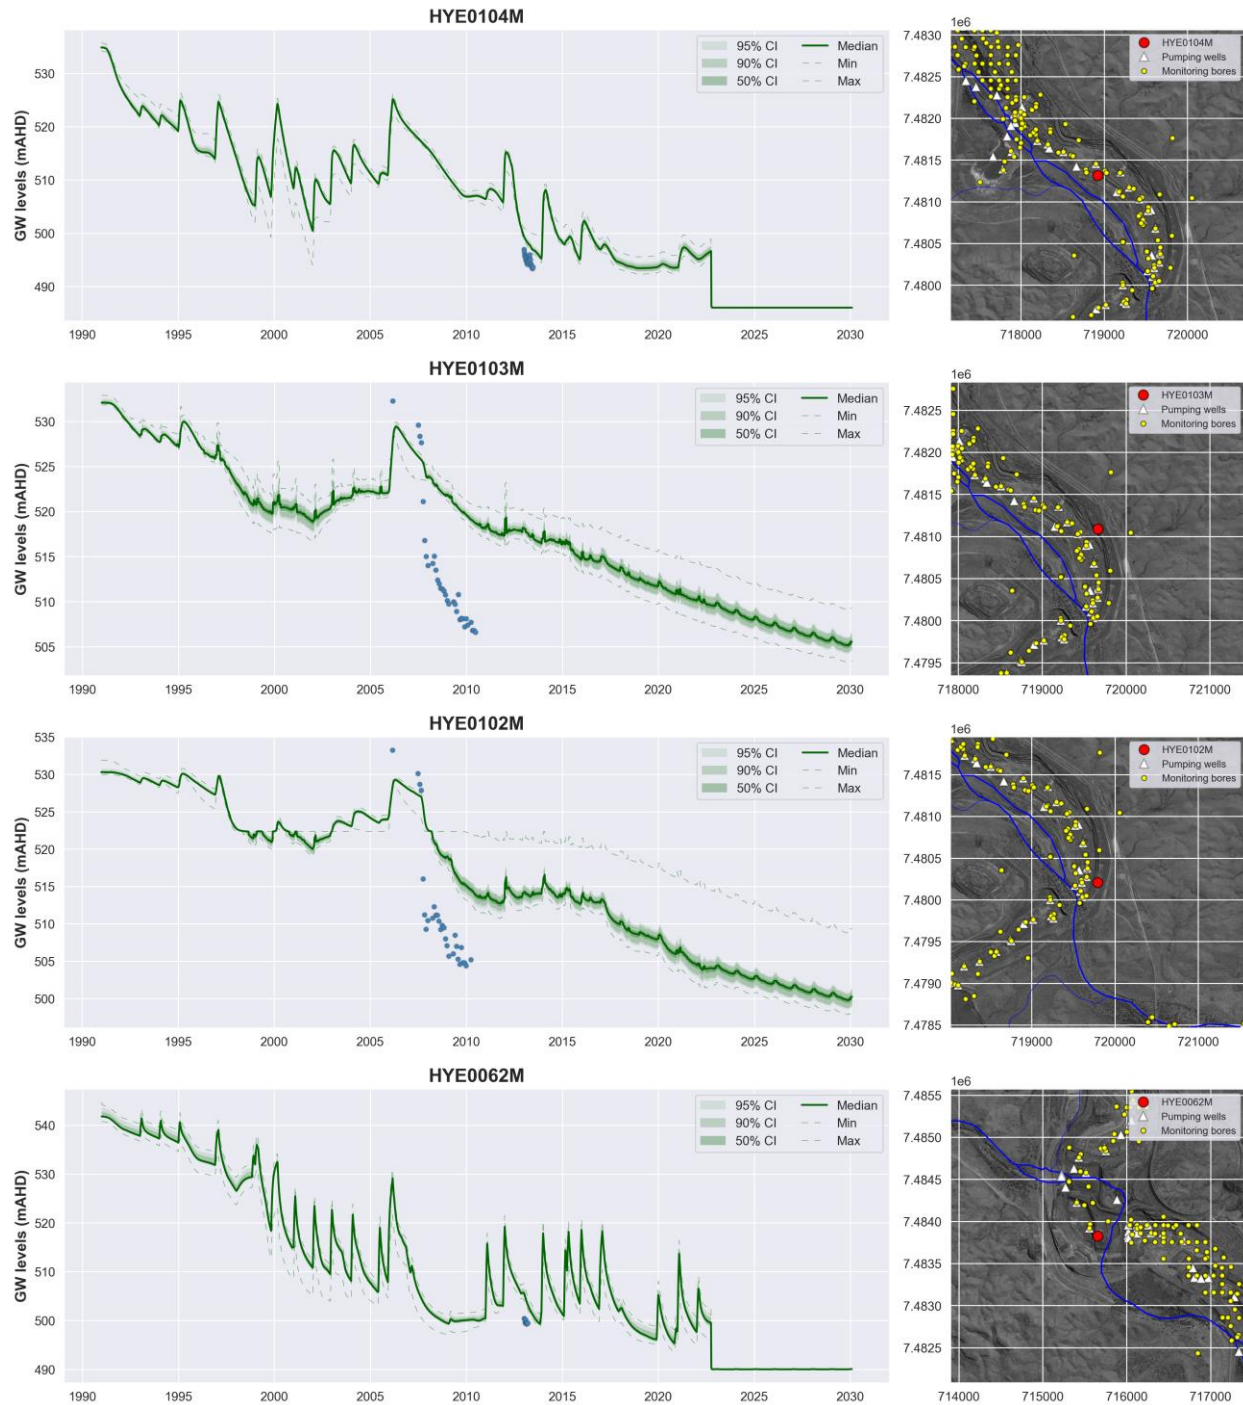 HYE0104M
GW levels (mAHD)
530
520
510
500
490
95% CI
90% CI
50% CI
Median
Min
Max
1990 1995 2000 2005 2010 2015 2020 2025 2030
1e6
7.4830
7.4825
7.4820
7.4815
7.4810
7.4805
7.4800
HYE0104M
Pumping wells
Monitoring bores
718000 719000 720000
HYE0103M
GW levels (mAHD)
530
525
520
515
510
505
95% CI
90% CI
50% CI
Median
Min
Max
1990 1995 2000 2005 2010 2015 2020 2025 2030
1e6
7.4825
7.4820
7.4815
7.4810
7.4805
7.4800
7.4795
HYE0103M
Pumping wells
Monitoring bores
718000 719000 720000 721000
HYE0102M
GW levels (mAHD)
535
530
525
520
515
510
505
500
95% CI
90% CI
50% CI
Median
Min
Max
1990 1995 2000 2005 2010 2015 2020 2025 2030
1e6
7.4815
7.4810
7.4805
7.4800
7.4795
7.4790
7.4785
HYE0102M
Pumping wells
Monitoring bores
719000 720000 721000
HYE0062M
GW levels (mAHD)
540
530
520
510
500
490
95% CI
90% CI
50% CI
Median
Min
Max
1990 1995 2000 2005 2010 2015 2020 2025 2030
1e6
7.4855
7.4850
7.4845
7.4840
7.4835
7.4830
7.4825
HYE0062M
Pumping wells
Monitoring bores
714000 715000 716000 717000